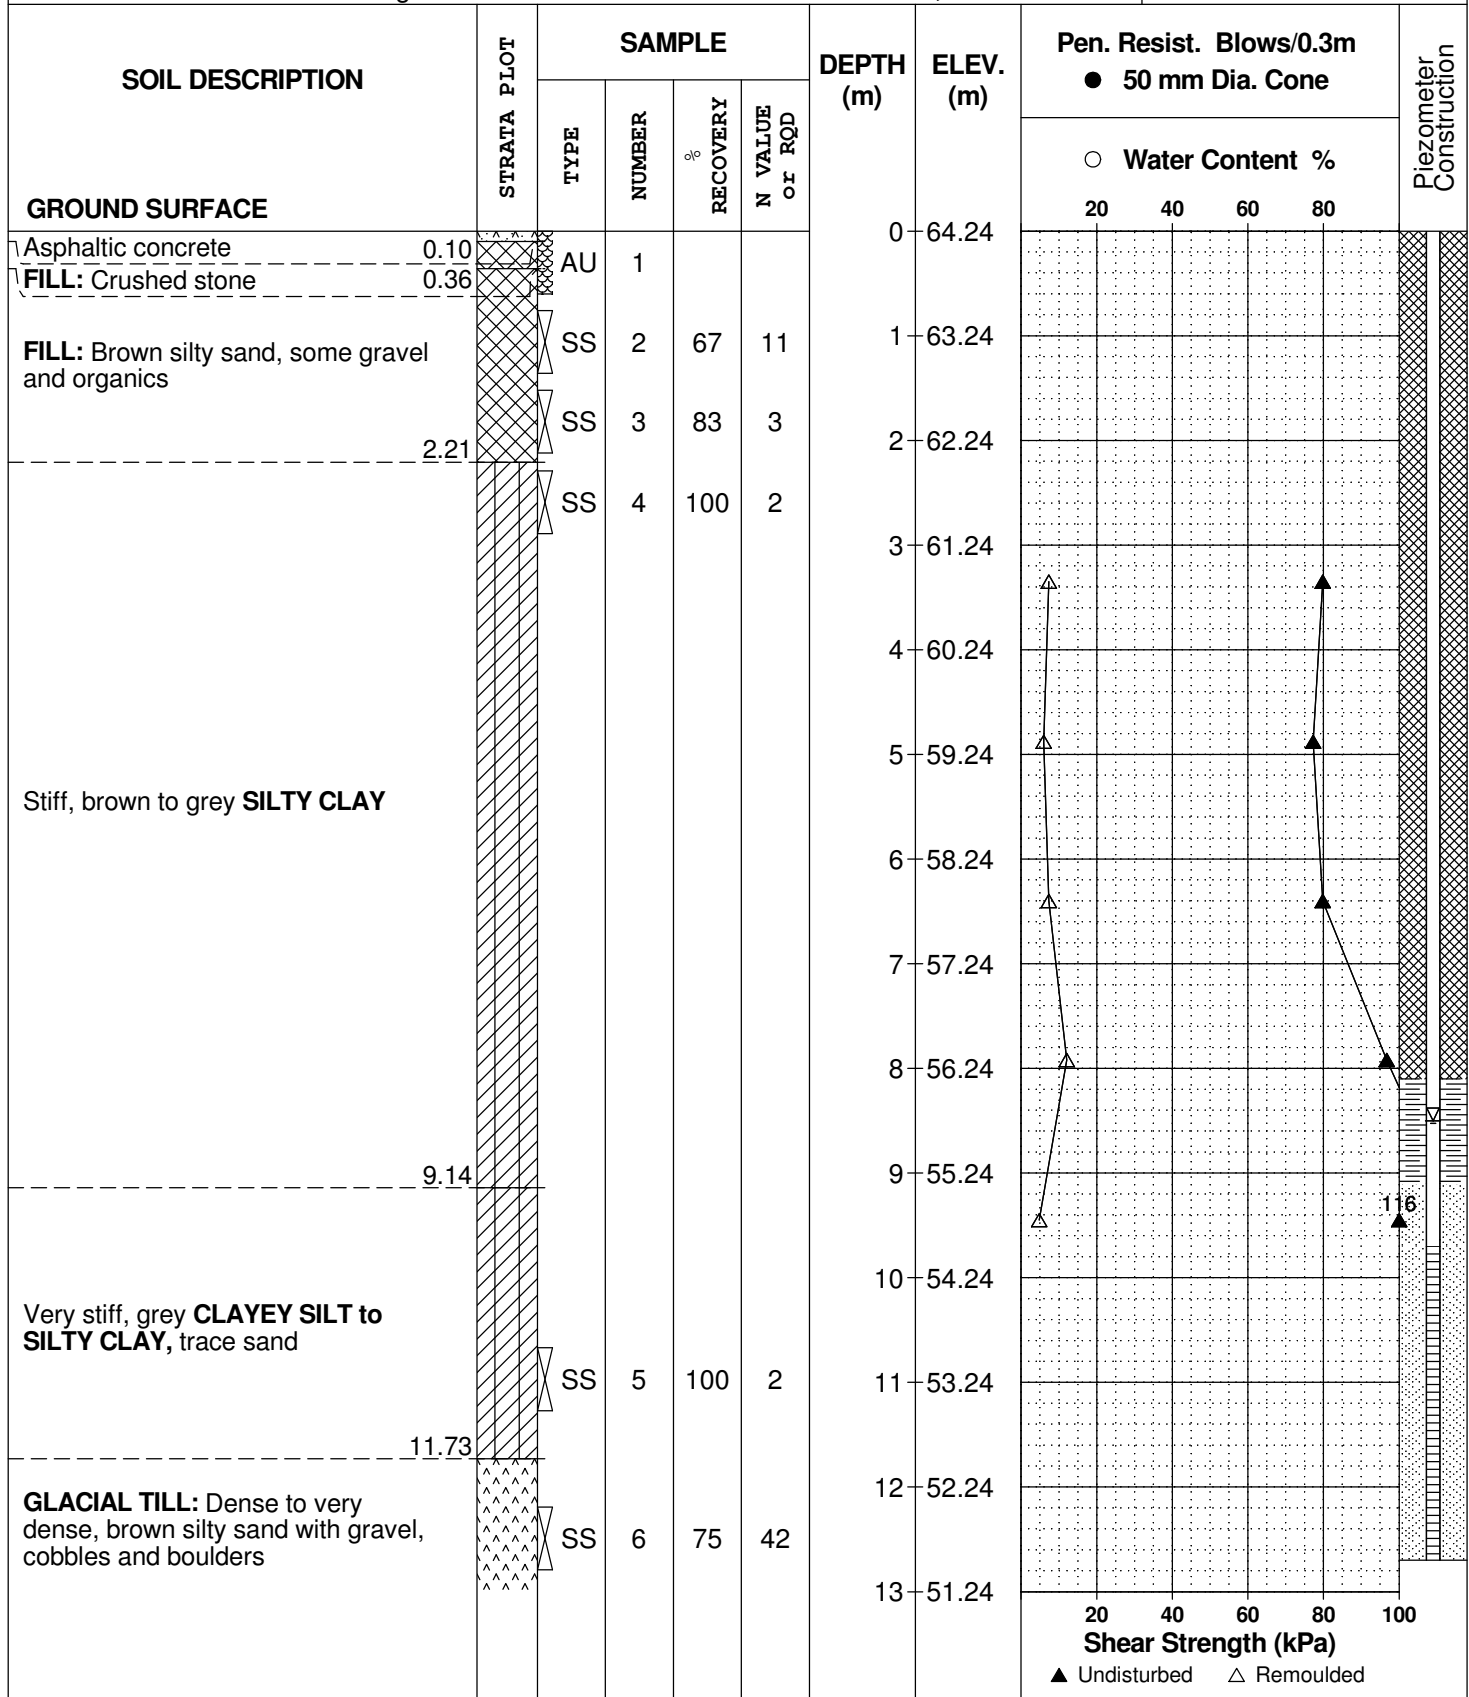 SOIL DESCRIPTION
GROUND SURFACE
STRATA PLOT
SAMPLE
TYPE
NUMBER
%
RECOVERY
N VALUE
or RQD
DEPTH
(m)
ELEV.
(m)
Pen. Resist. Blows/0.3m
● 50 mm Dia. Cone
○ Water Content %
20 40 60 80
Piezometer
Construction
0 64.24
Asphaltic concrete 0.10
AU 1
FILL: Crushed stone 0.36
SS 2 67 11
1 63.24
FILL: Brown silty sand, some gravel
and organics
SS 3 83 3
2 62.24
2.21
SS 4 100 2
3 61.24
4 60.24
5 59.24
Stiff, brown to grey SILTY CLAY
6 58.24
7 57.24
8 56.24
9 55.24
9.14
116
10 54.24
Very stiff, grey CLAYEY SILT to
SILTY CLAY, trace sand
SS 5 100 2
11 53.24
11.73
12 52.24
GLACIAL TILL: Dense to very
dense, brown silty sand with gravel,
cobbles and boulders
SS 6 75 42
13 51.24
20 40 60 80 100
Shear Strength (kPa)
▲ Undisturbed △ Remoulded